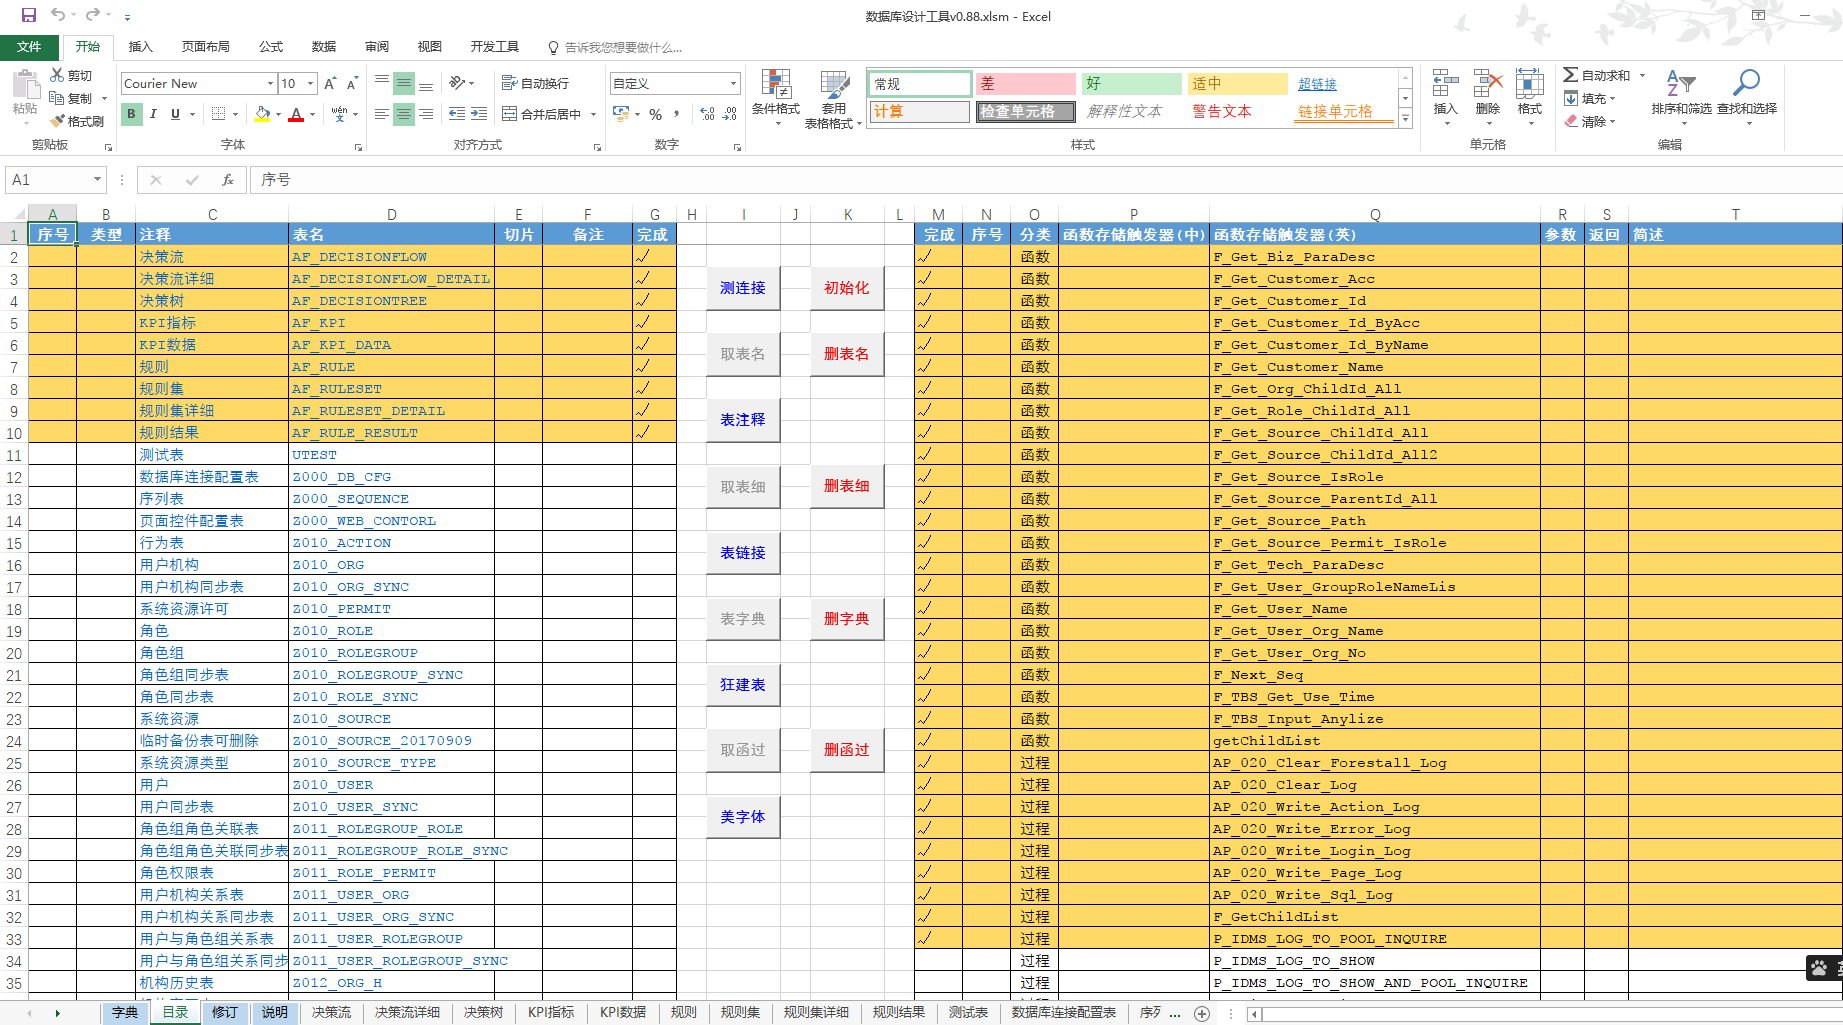 数据库设计工具v0.88.xlsm - Excel
文件 开始 插入 页面布局 公式 数据 审阅 视图 开发工具 告诉我您想要做什么...
粘贴 剪切 复制 格式刷 剪贴板
Courier New 10 A A
B I U A wén 字体
自动换行 合并后居中 对齐方式
自定义 % , 数字
条件格式 套用表格格式
常规 差 好 适中 超链接
计算 检查单元格 解释性文本 警告文本 链接单元格
样式
插入 删除 格式 单元格
自动求和 填充 清除 排序和筛选 查找和选择 编辑
A1 fx 序号
A B C D E F G H I J K L M N O P Q R S T
1 序号 类型 注释 表名 切片 备注 完成 完成 序号 分类 函数存储触发器(中) 函数存储触发器(英) 参数 返回 简述
2 决策流 AF_DECISIONFLOW ✓ ✓ 函数 F_Get_Biz_ParaDesc
3 决策流详细 AF_DECISIONFLOW_DETAIL ✓ 测连接 初始化 ✓ 函数 F_Get_Customer_Acc
4 决策树 AF_DECISIONTREE ✓ ✓ 函数 F_Get_Customer_Id
5 KPI指标 AF_KPI ✓ ✓ 函数 F_Get_Customer_Id_ByAcc
6 KPI数据 AF_KPI_DATA ✓ 取表名 删表名 ✓ 函数 F_Get_Customer_Id_ByName
7 规则 AF_RULE ✓ ✓ 函数 F_Get_Customer_Name
8 规则集 AF_RULESET ✓ ✓ 函数 F_Get_Org_ChildId_All
9 规则集详细 AF_RULESET_DETAIL ✓ 表注释 ✓ 函数 F_Get_Role_ChildId_All
10 规则结果 AF_RULE_RESULT ✓ ✓ 函数 F_Get_Source_ChildId_All
11 测试表 UTEST ✓ 函数 F_Get_Source_ChildId_All2
12 数据库连接配置表 Z000_DB_CFG 取表细 删表细 ✓ 函数 F_Get_Source_IsRole
13 序列表 Z000_SEQUENCE ✓ 函数 F_Get_Source_ParentId_All
14 页面控件配置表 Z000_WEB_CONTORL ✓ 函数 F_Get_Source_Path
15 行为表 Z010_ACTION 表链接 ✓ 函数 F_Get_Source_Permit_IsRole
16 用户机构 Z010_ORG ✓ 函数 F_Get_Tech_ParaDesc
17 用户机构同步表 Z010_ORG_SYNC ✓ 函数 F_Get_User_GroupRoleNameLis
18 系统资源许可 Z010_PERMIT 表字典 删字典 ✓ 函数 F_Get_User_Name
19 角色 Z010_ROLE ✓ 函数 F_Get_User_Org_Name
20 角色组 Z010_ROLEGROUP ✓ 函数 F_Get_User_Org_No
21 角色组同步表 Z010_ROLEGROUP_SYNC 狂建表 ✓ 函数 F_Next_Seq
22 角色同步表 Z010_ROLE_SYNC ✓ 函数 F_TBS_Get_Use_Time
23 系统资源 Z010_SOURCE ✓ 函数 F_TBS_Input_Anylize
24 临时备份表可删除 Z010_SOURCE_20170909 取函过 删函过 ✓ 函数 getChildList
25 系统资源类型 Z010_SOURCE_TYPE ✓ 过程 AP_020_Clear_Forestall_Log
26 用户 Z010_USER ✓ 过程 AP_020_Clear_Log
27 用户同步表 Z010_USER_SYNC 美字体 ✓ 过程 AP_020_Write_Action_Log
28 角色组角色关联表 Z011_ROLEGROUP_ROLE ✓ 过程 AP_020_Write_Error_Log
29 角色组角色关联同步表 Z011_ROLEGROUP_ROLE_SYNC ✓ 过程 AP_020_Write_Login_Log
30 角色权限表 Z011_ROLE_PERMIT ✓ 过程 AP_020_Write_Page_Log
31 用户机构关系表 Z011_USER_ORG ✓ 过程 AP_020_Write_Sql_Log
32 用户机构关系同步表 Z011_USER_ORG_SYNC ✓ 过程 F_GetChildList
33 用户与角色组关系表 Z011_USER_ROLEGROUP ✓ 过程 P_IDMS_LOG_TO_POOL_INQUIRE
34 用户与角色组关系同步 Z011_USER_ROLEGROUP_SYNC 过程 P_IDMS_LOG_TO_SHOW
35 机构历史表 Z012_ORG_H 过程 P_IDMS_LOG_TO_SHOW_AND_POOL_INQUIRE
字典 目录 修订 说明 决策流 决策流详细 决策树 KPI指标 KPI数据 规则 规则集 规则集详细 规则结果 测试表 数据库连接配置表 序列 ...